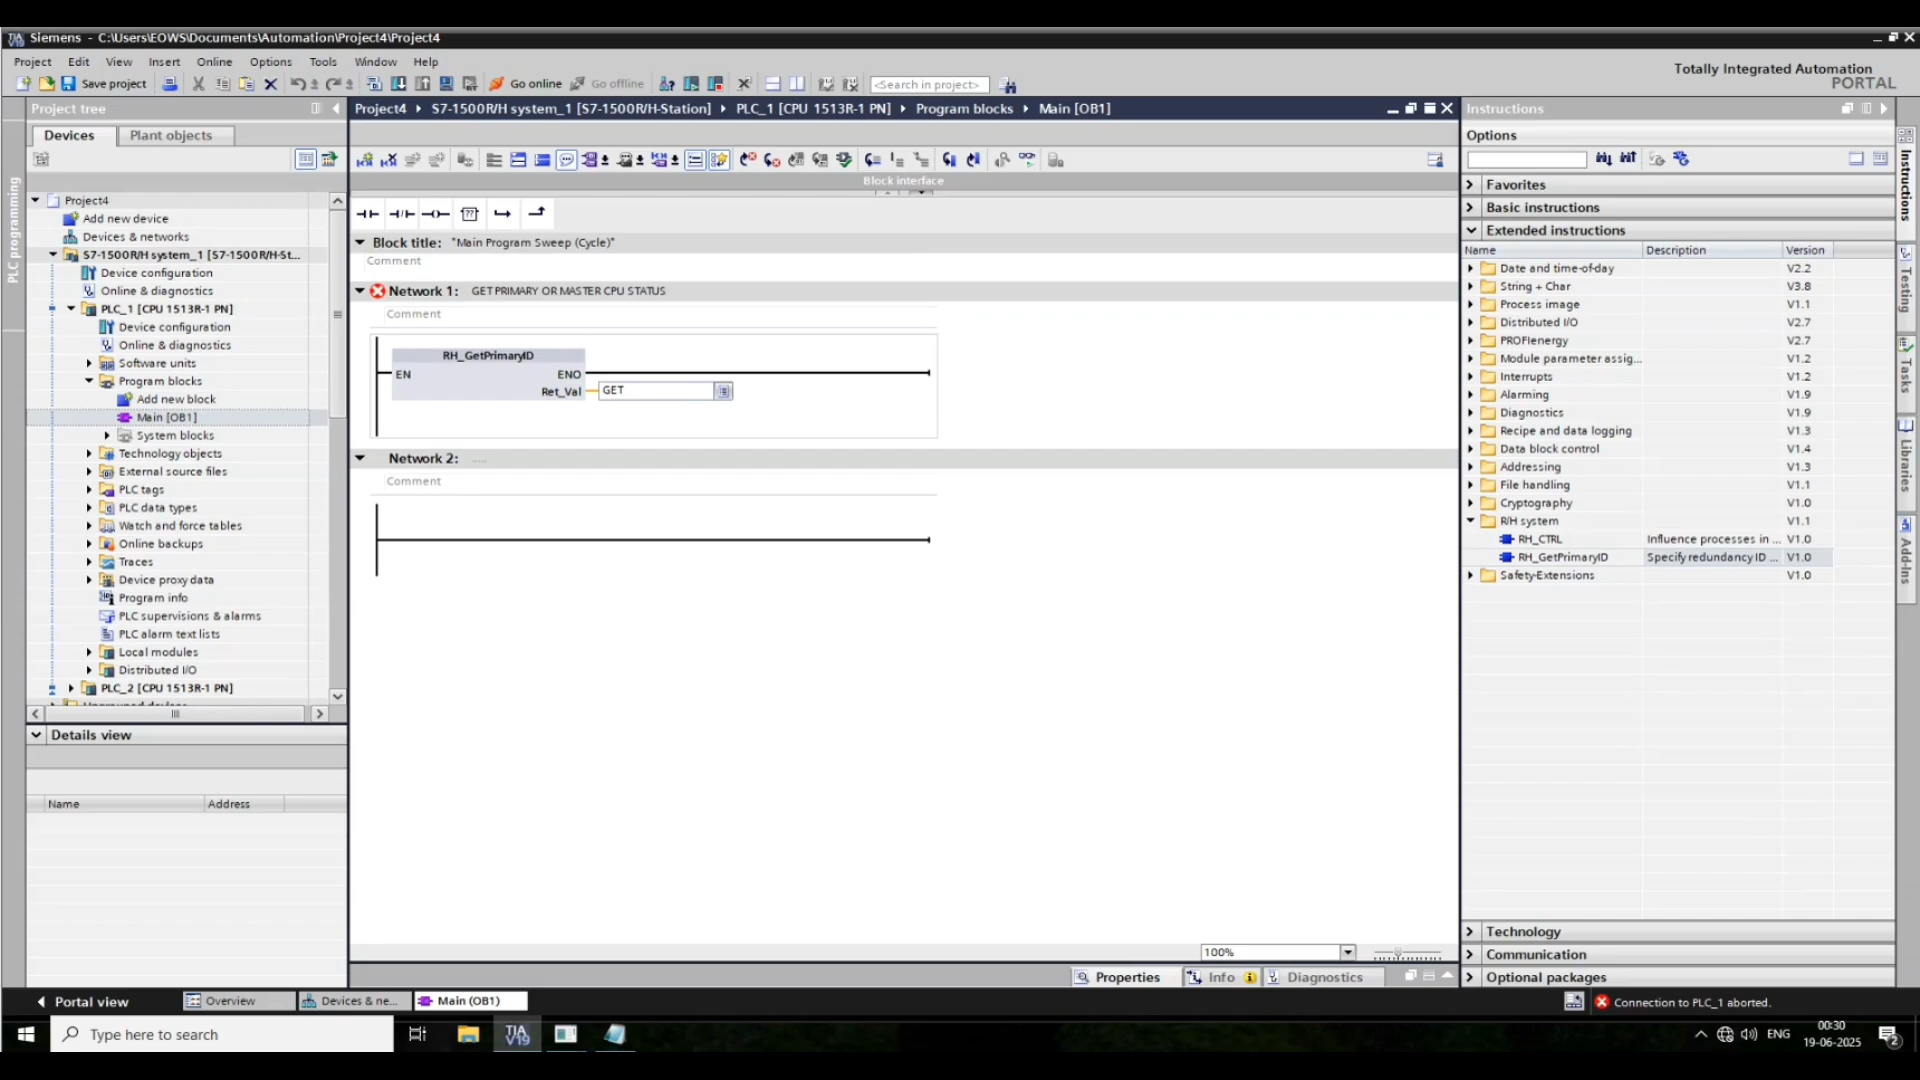 Siemens - C:\Users\EOWS\Documents\Automation\Project4\Project4
Project Edit View Insert Online Options Tools Window Help
Totally Integrated Automation
PORTAL
Save project
Go online
Go offline
<Search in project>
Project tree
Project4 S7-1500R/H system_1 [S7-1500R/H-Station] PLC_1 [CPU 1513R-1 PN] Program blocks Main [OB1]
Instructions
Devices
Plant objects
Options
PLC programming
Block interface
Project4
Add new device
Devices & networks
S7-1500R/H system_1 [S7-1500R/H-St...
Device configuration
Online & diagnostics
PLC_1 [CPU 1513R-1 PN]
Device configuration
Online & diagnostics
Software units
Program blocks
Add new block
Main [OB1]
System blocks
Technology objects
External source files
PLC tags
PLC data types
Watch and force tables
Online backups
Traces
Device proxy data
Program info
PLC supervisions & alarms
PLC alarm text lists
Local modules
Distributed I/O
PLC_2 [CPU 1513R-1 PN]
Details view
Name Address
Block title: "Main Program Sweep (Cycle)"
Comment
Network 1: GET PRIMARY OR MASTER CPU STATUS
Comment
RH_GetPrimaryID
EN ENO
Ret_Val GET
Network 2: .....
Comment
100%
Properties
Info
Diagnostics
Favorites
Basic instructions
Extended instructions
Name Description Version
Date and time-of-day V2.2
String + Char V3.8
Process image V1.1
Distributed I/O V2.7
PROFIenergy V2.7
Module parameter assig... V1.2
Interrupts V1.2
Alarming V1.9
Diagnostics V1.9
Recipe and data logging V1.3
Data block control V1.4
Addressing V1.3
File handling V1.1
Cryptography V1.0
R/H system V1.1
RH_CTRL Influence processes in ... V1.0
RH_GetPrimaryID Specify redundancy ID ... V1.0
Safety-Extensions V1.0
Technology
Communication
Optional packages
Instructions
Testing
Tasks
Libraries
Add-Ins
Portal view
Overview
Devices & ne...
Main (OB1)
Connection to PLC_1 aborted.
Type here to search
TIA
V19
ENG
00:30
19-06-2025
2